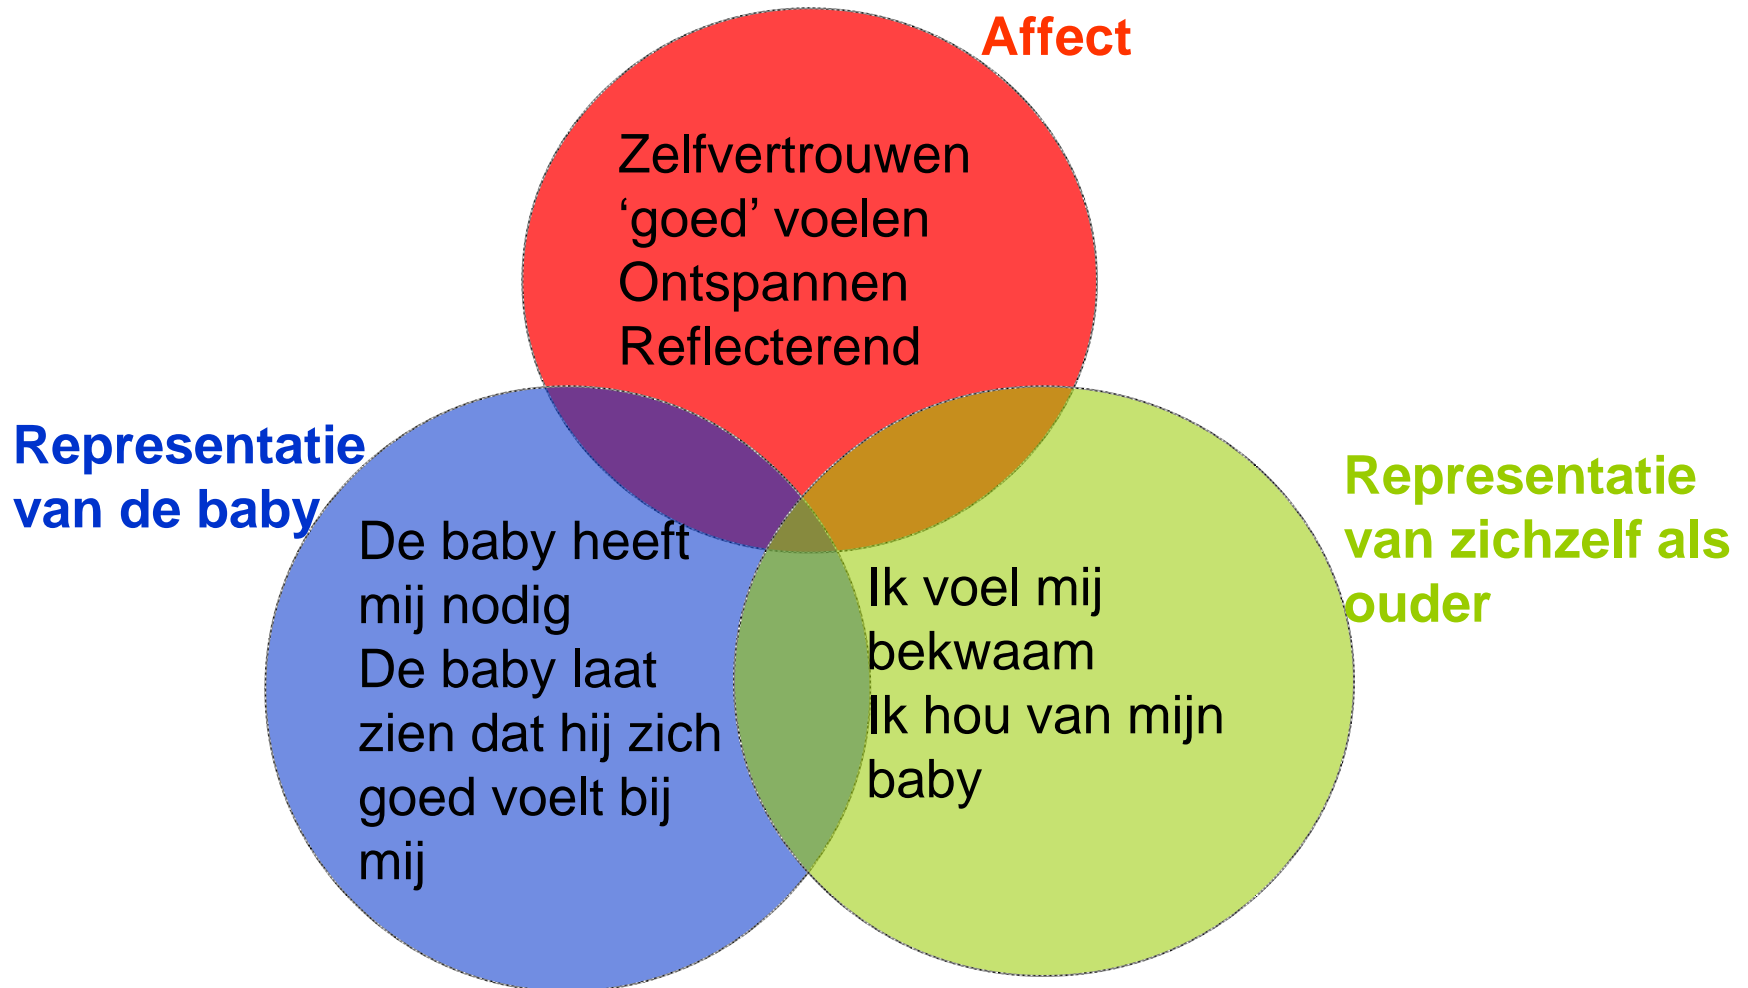 Affect
Zelfvertrouwen
‘goed’ voelen
Ontspannen
Reflecterend
Representatie
van de baby
De baby heeft
mij nodig
De baby laat
zien dat hij zich
goed voelt bij
mij
Representatie
van zichzelf als
ouder
Ik voel mij
bekwaam
Ik hou van mijn
baby